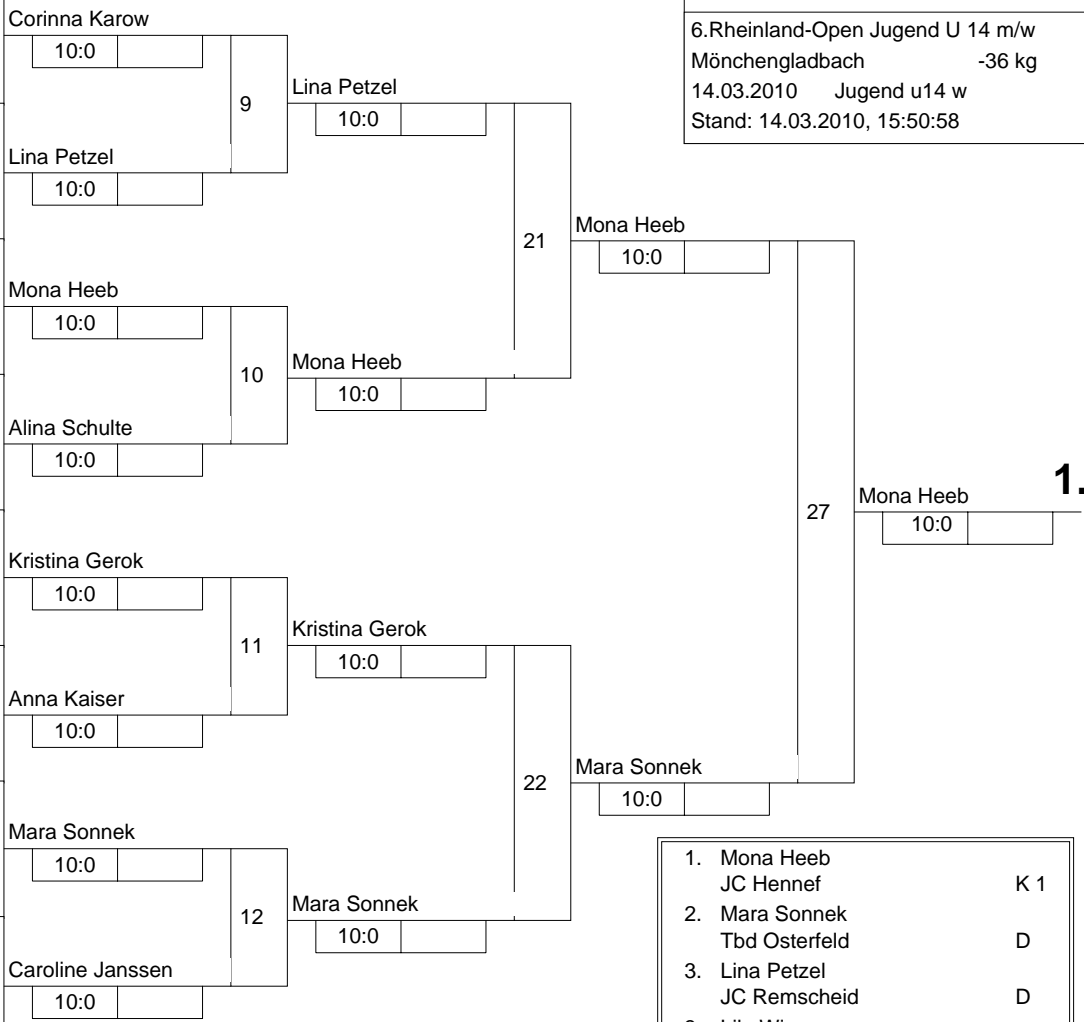 Corinna Karow
10:0
9
Lina Petzel
10:0
Lina Petzel
10:0
21
Mona Heeb
10:0
Mona Heeb
10:0
10
Mona Heeb
10:0
Alina Schulte
10:0
27
Mona Heeb
10:0
1.
Kristina Gerok
10:0
11
Kristina Gerok
10:0
Anna Kaiser
10:0
22
Mara Sonnek
10:0
Mara Sonnek
10:0
12
Mara Sonnek
10:0
Caroline Janssen
10:0
6.Rheinland-Open Jugend U 14 m/w
Mönchengladbach -36 kg
14.03.2010 Jugend u14 w
Stand: 14.03.2010, 15:50:58
1. Mona Heeb
JC Hennef K 1
2. Mara Sonnek
Tbd Osterfeld D
3. Lina Petzel
JC Remscheid D